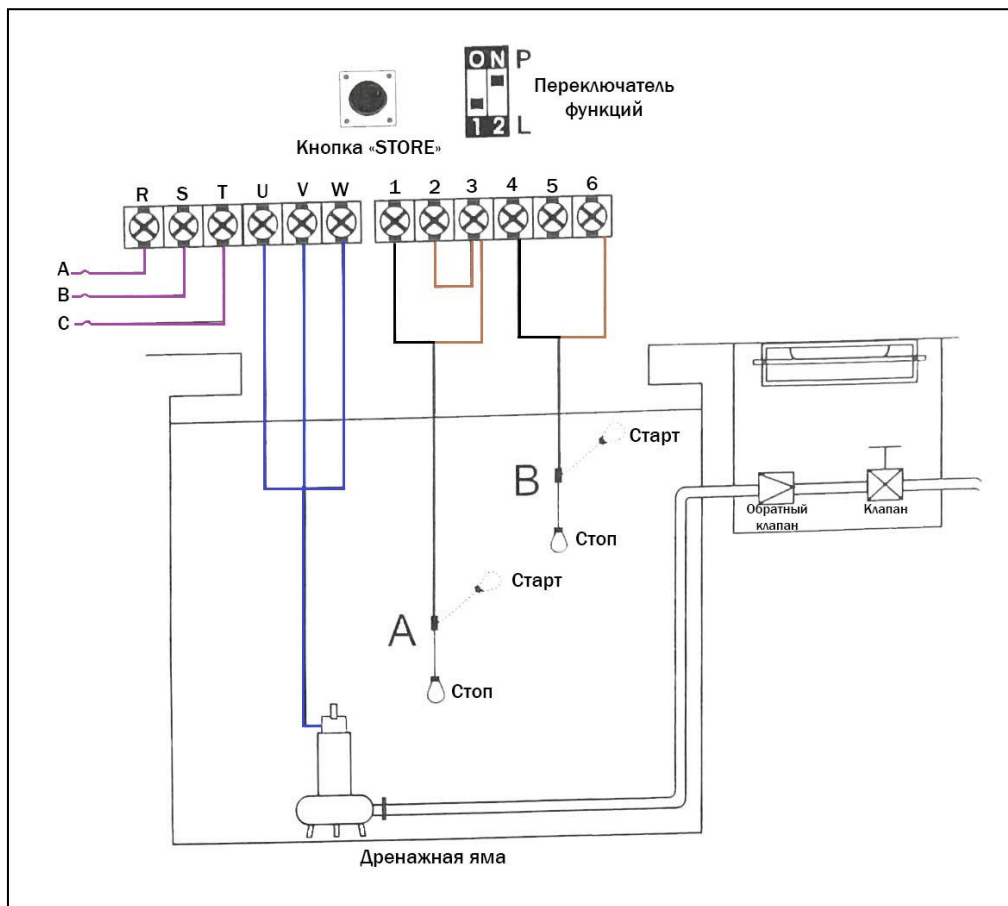 ON P
Переключатель
функций
1 2 L
Кнопка «STORE»
R S T U V W 1 2 3 4 5 6
A
B
C
Старт
B
Обратный
клапан
Клапан
Стоп
Старт
A
Стоп
Дренажная яма